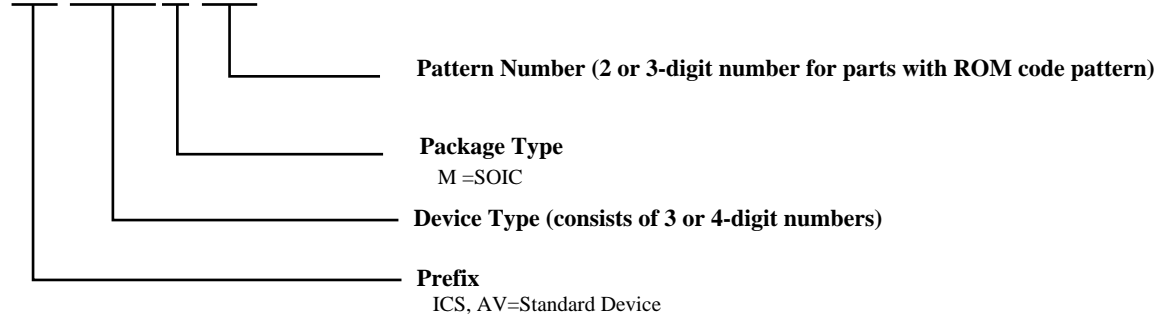 Pattern Number (2 or 3-digit number for parts with ROM code pattern)
Package Type
M =SOIC
Device Type (consists of 3 or 4-digit numbers)
Prefix
ICS, AV=Standard Device